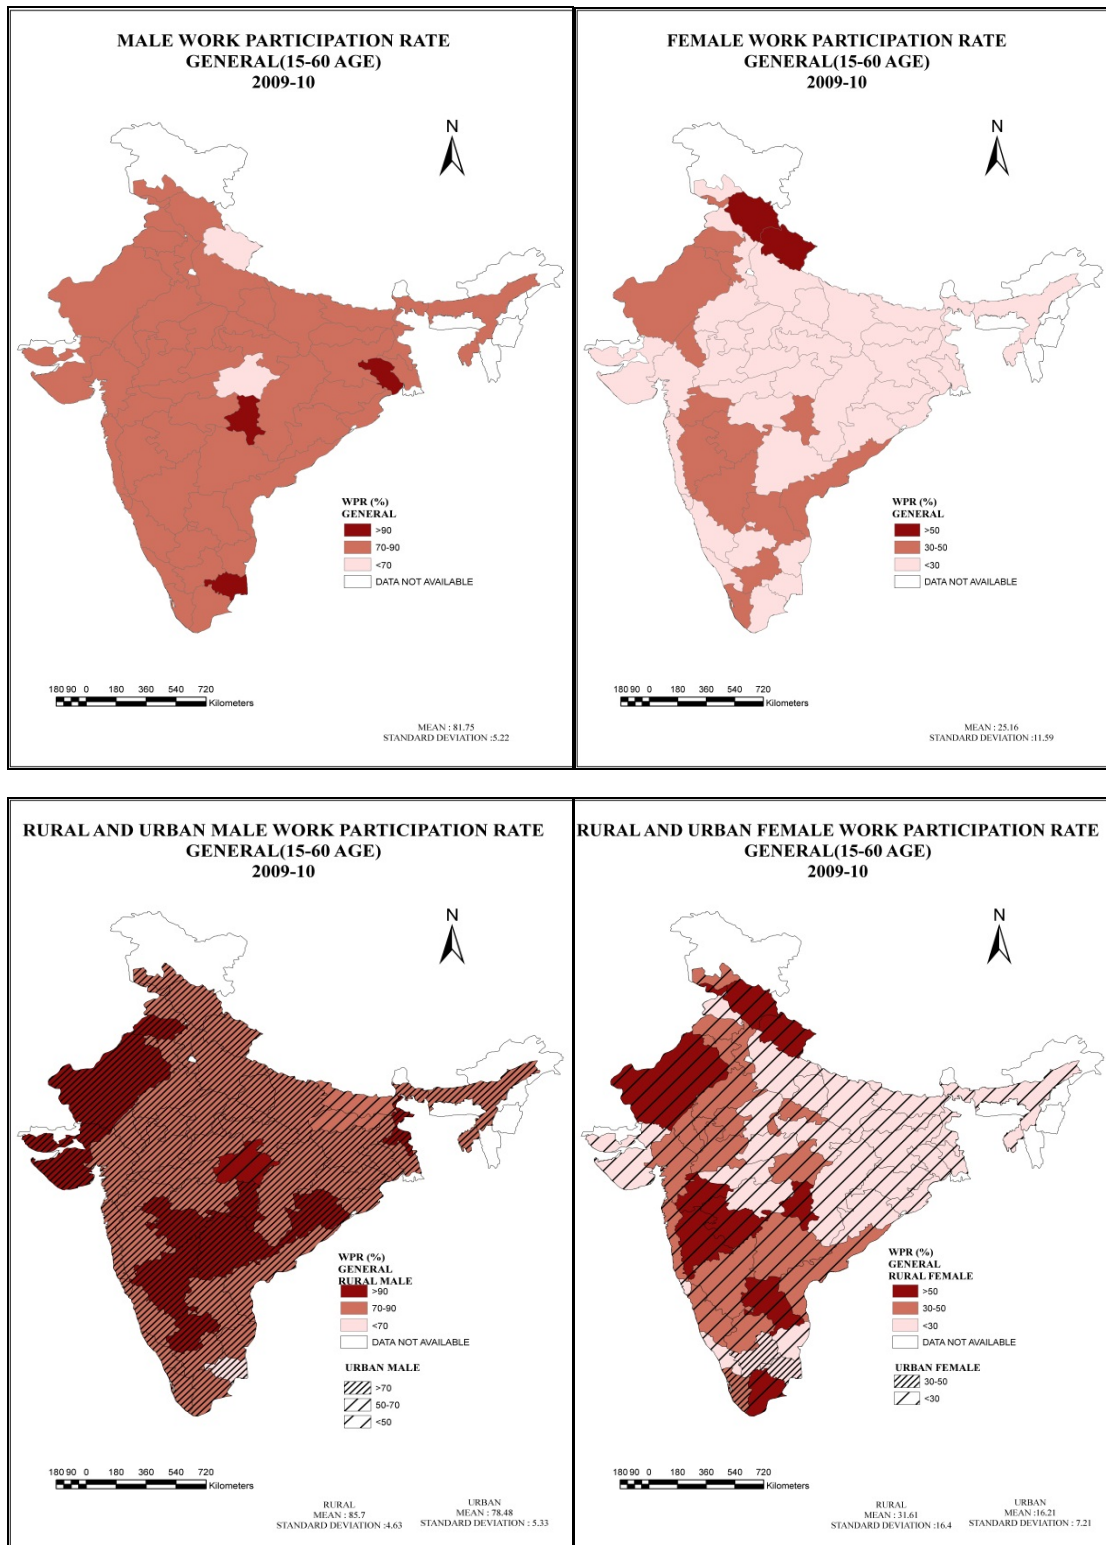 MALE WORK PARTICIPATION RATE
GENERAL(15-60 AGE)
2009-10
N
WPR (%)
GENERAL
>90
70-90
<70
DATA NOT AVAILABLE
180 90 0 180 360 540 720
Kilometers
MEAN : 81.75
STANDARD DEVIATION :5.22
FEMALE WORK PARTICIPATION RATE
GENERAL(15-60 AGE)
2009-10
N
WPR (%)
GENERAL
>50
30-50
<30
DATA NOT AVAILABLE
180 90 0 180 360 540 720
Kilometers
MEAN : 25.16
STANDARD DEVIATION :11.59
RURAL AND URBAN MALE WORK PARTICIPATION RATE
GENERAL(15-60 AGE)
2009-10
N
WPR (%)
GENERAL
RURAL MALE
>90
70-90
<70
DATA NOT AVAILABLE
URBAN MALE
>70
50-70
<50
180 90 0 180 360 540 720
Kilometers
RURAL
MEAN : 85.7
STANDARD DEVIATION :4.63
URBAN
MEAN : 78.48
STANDARD DEVIATION : 5.33
RURAL AND URBAN FEMALE WORK PARTICIPATION RATE
GENERAL(15-60 AGE)
2009-10
N
WPR (%)
GENERAL
RURAL FEMALE
>50
30-50
<30
DATA NOT AVAILABLE
URBAN FEMALE
30-50
<30
180 90 0 180 360 540 720
Kilometers
RURAL
MEAN : 31.61
STANDARD DEVIATION :16.4
URBAN
MEAN :16.21
STANDARD DEVIATION : 7.21